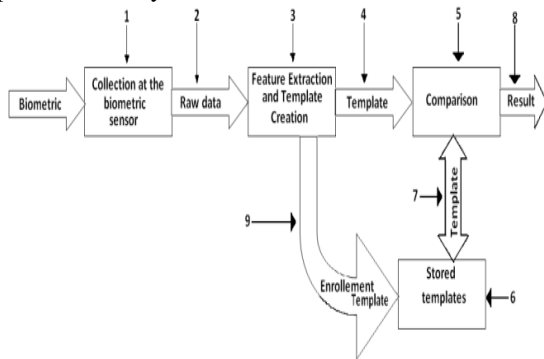 1
2
3
4
5
8
Biometric
Collection at the
biometric
sensor
Raw data
Feature Extraction
and Template
Creation
Template
Comparison
Result
7
Template
9
Enrollement
Template
Stored
templates
6